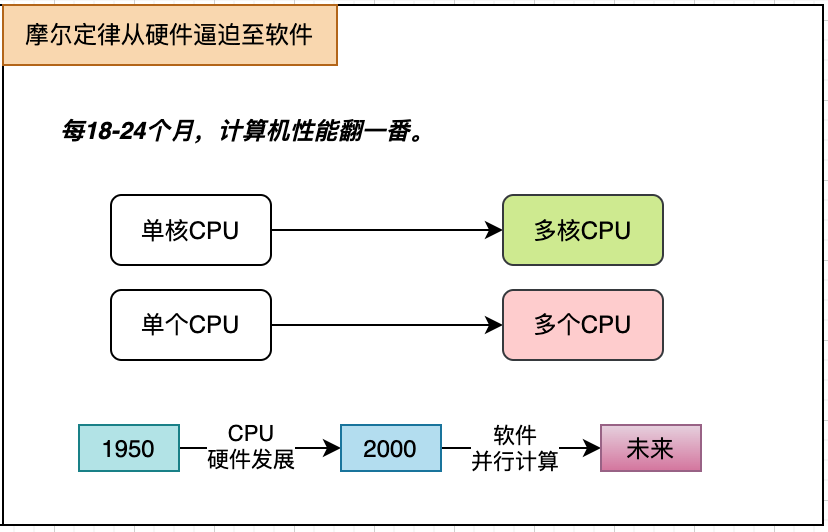 摩尔定律从硬件逼迫至软件
每18-24个月，计算机性能翻一番。
单核CPU
多核CPU
单个CPU
多个CPU
1950
CPU
硬件发展
2000
软件
并行计算
未来